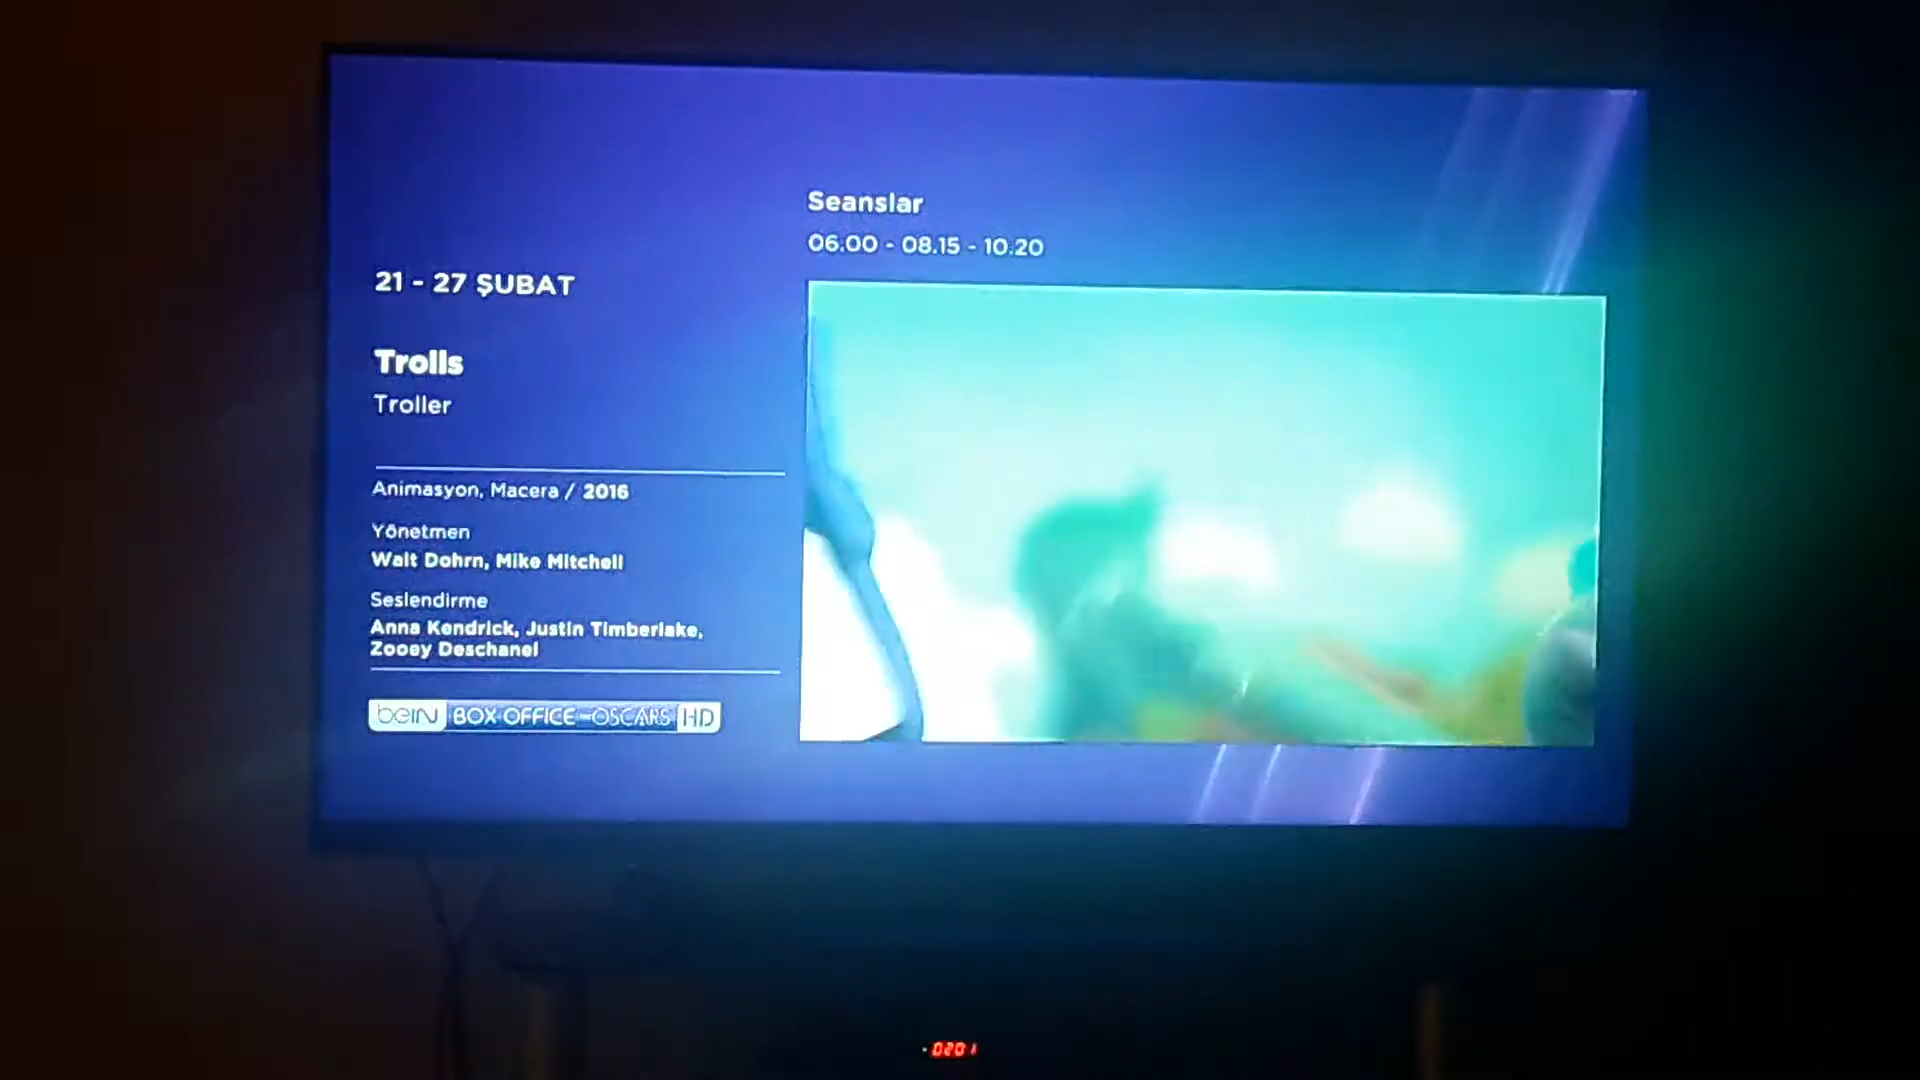 Seanslar
06.00 - 08.15 - 10.20
21 - 27 ŞUBAT
Trolls
Troller
Animasyon, Macera / 2016
Yönetmen
Walt Dohrn, Mike Mitchell
Seslendirme
Anna Kendrick, Justin Timberlake,
Zooey Deschanel
beIN BOX OFFICE OSCARS HD
0201